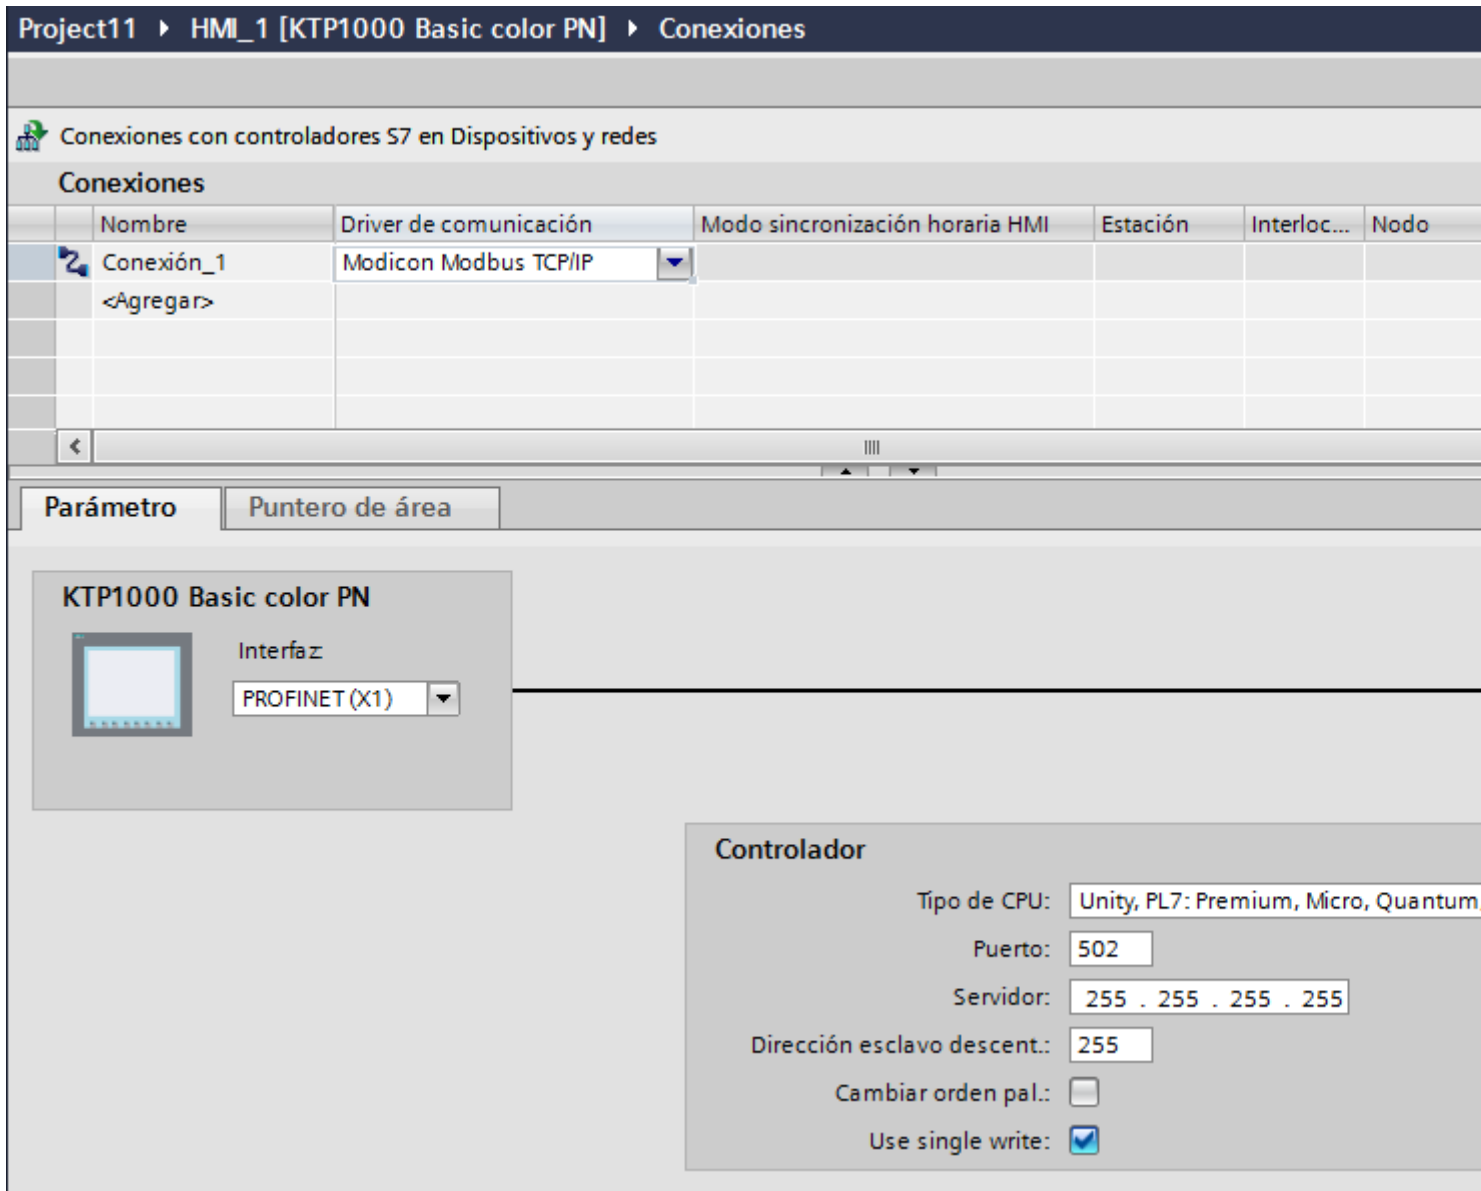 Project11 ▸ HMI_1 [KTP1000 Basic color PN] ▸ Conexiones
Conexiones con controladores S7 en Dispositivos y redes
Conexiones
Nombre Driver de comunicación Modo sincronización horaria HMI Estación Interloc... Nodo
Conexión_1 Modicon Modbus TCP/IP
<Agregar>
Parámetro Puntero de área
KTP1000 Basic color PN
Interfaz:
PROFINET (X1)
Controlador
Tipo de CPU: Unity, PL7: Premium, Micro, Quantum,
Puerto: 502
Servidor: 255 . 255 . 255 . 255
Dirección esclavo descent.: 255
Cambiar orden pal.:
Use single write: